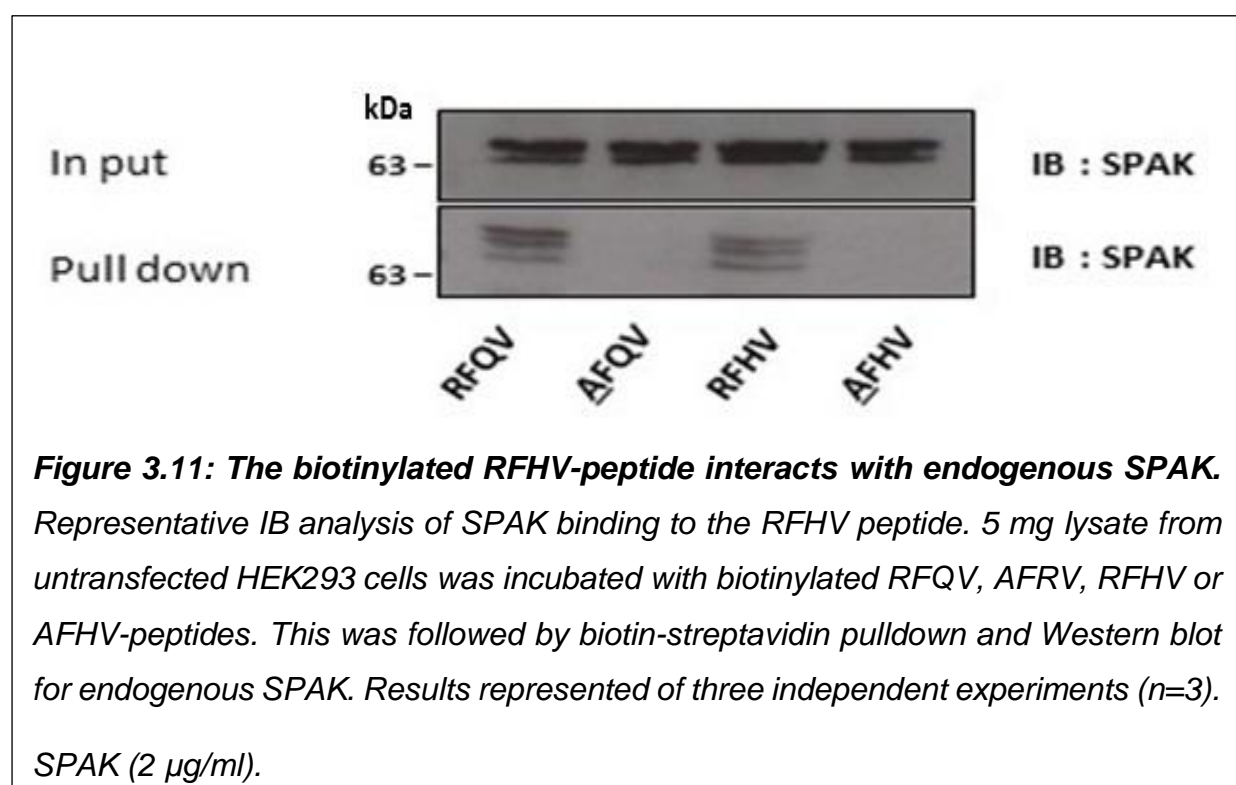 kDa
In put 63 – IB : SPAK
Pull down 63 – IB : SPAK
RFQV AFQV RFHV AFHV
Figure 3.11: The biotinylated RFHV-peptide interacts with endogenous SPAK.
Representative IB analysis of SPAK binding to the RFHV peptide. 5 mg lysate from
untransfected HEK293 cells was incubated with biotinylated RFQV, AFRV, RFHV or
AFHV-peptides. This was followed by biotin-streptavidin pulldown and Western blot
for endogenous SPAK. Results represented of three independent experiments (n=3).
SPAK (2 µg/ml).